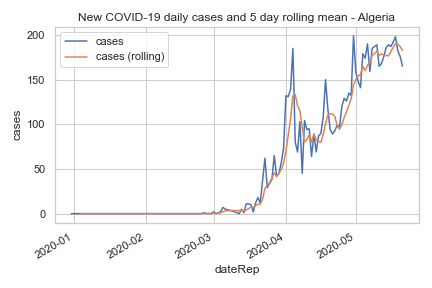 New COVID-19 daily cases and 5 day rolling mean - Algeria
cases
cases (rolling)
200
150
100
50
0
cases
2020-01
2020-02
2020-03
2020-04
2020-05
dateRep